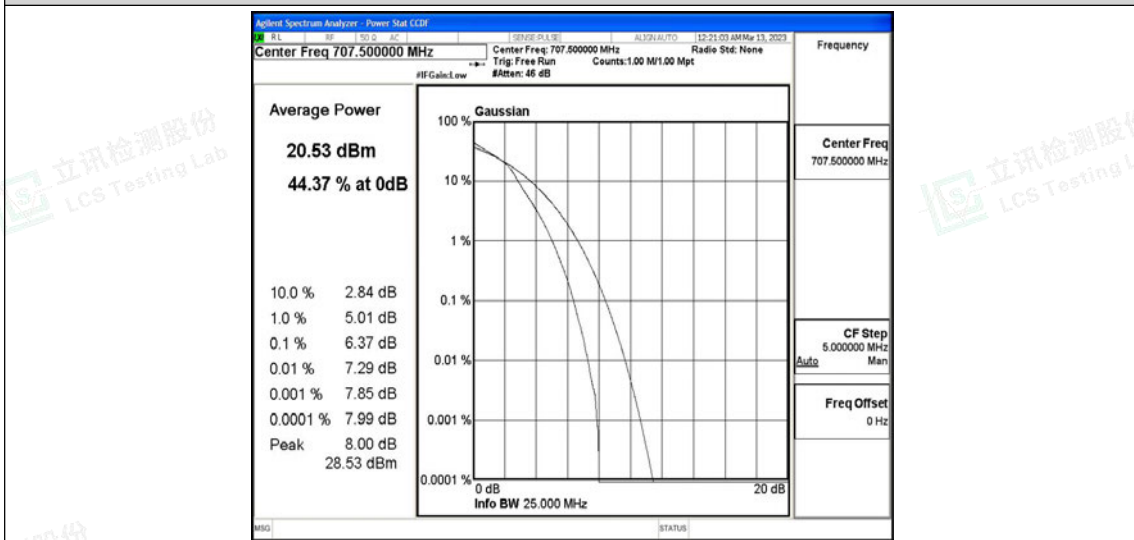 Agilent Spectrum Analyzer - Power Stat CCDF
RL RF 50 Ω AC SENSE:PULSE ALIGN AUTO 12:21:03 AM Mar 13, 2023
Center Freq 707.500000 MHz
Center Freq: 707.500000 MHz Radio Std: None
Trig: Free Run Counts:1.00 M/1.00 Mpt
#IFGain:Low #Atten: 46 dB
Frequency
Average Power
20.53 dBm
44.37 % at 0dB
10.0 % 2.84 dB
1.0 % 5.01 dB
0.1 % 6.37 dB
0.01 % 7.29 dB
0.001 % 7.85 dB
0.0001 % 7.99 dB
Peak 8.00 dB
28.53 dBm
Gaussian
100 %
10 %
1 %
0.1 %
0.01 %
0.001 %
0.0001 %
0 dB 20 dB
Info BW 25.000 MHz
Center Freq
707.500000 MHz
CF Step
5.000000 MHz
Auto Man
Freq Offset
0 Hz
MSG STATUS
立讯检测股份
LCS Testing Lab
立讯检测股份
LCS Testing L